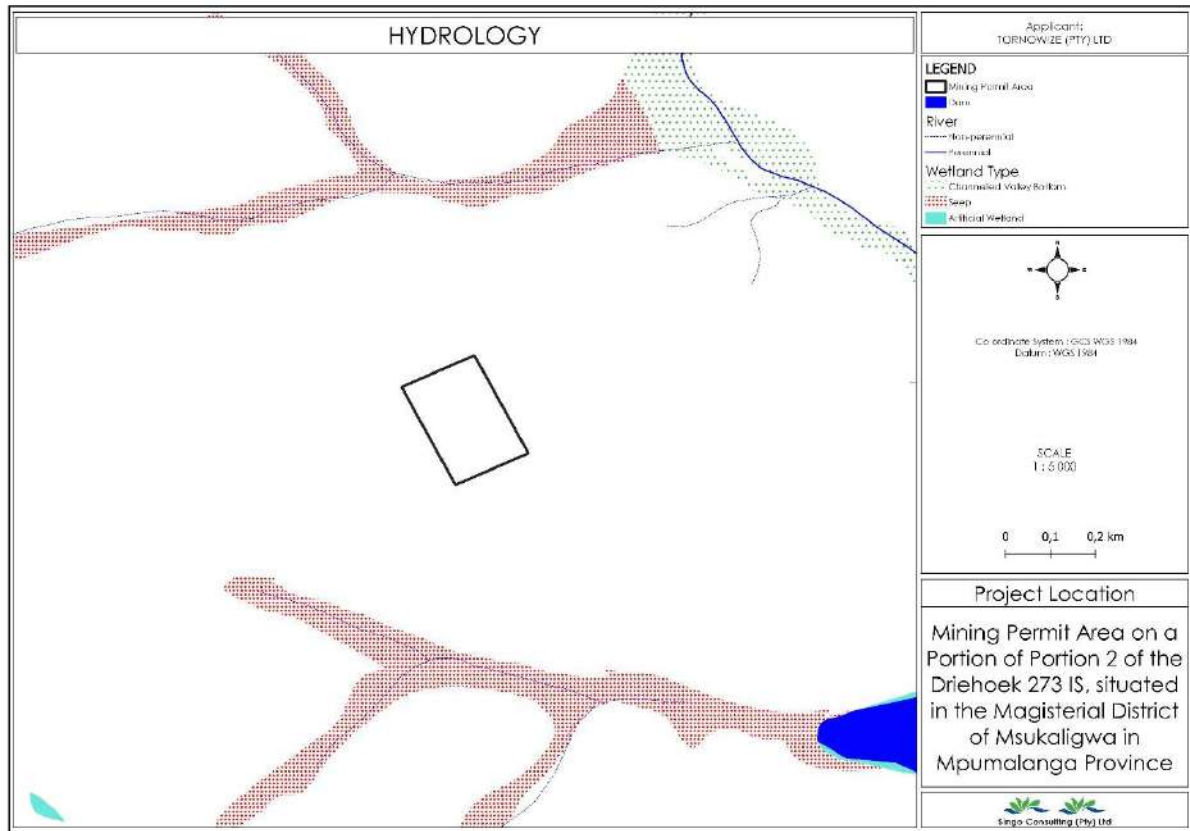 HYDROLOGY
Applicant:
TORNOWIZE (PTY) LTD
LEGEND
Mining Permit Area
Dam
River
Non-perennial
Perennial
Wetland Type
Channeled Valley Bottom
Seep
Artificial Wetland
N
W E
S
Co ordinate System : GCS WGS 1984
Datum : WGS 1984
SCALE
1 : 5 000
0 0,1 0,2 km
Project Location
Mining Permit Area on a
Portion of Portion 2 of the
Driehoek 273 IS, situated
in the Magisterial District
of Msukaligwa in
Mpumalanga Province
Singo Consulting (Pty) Ltd